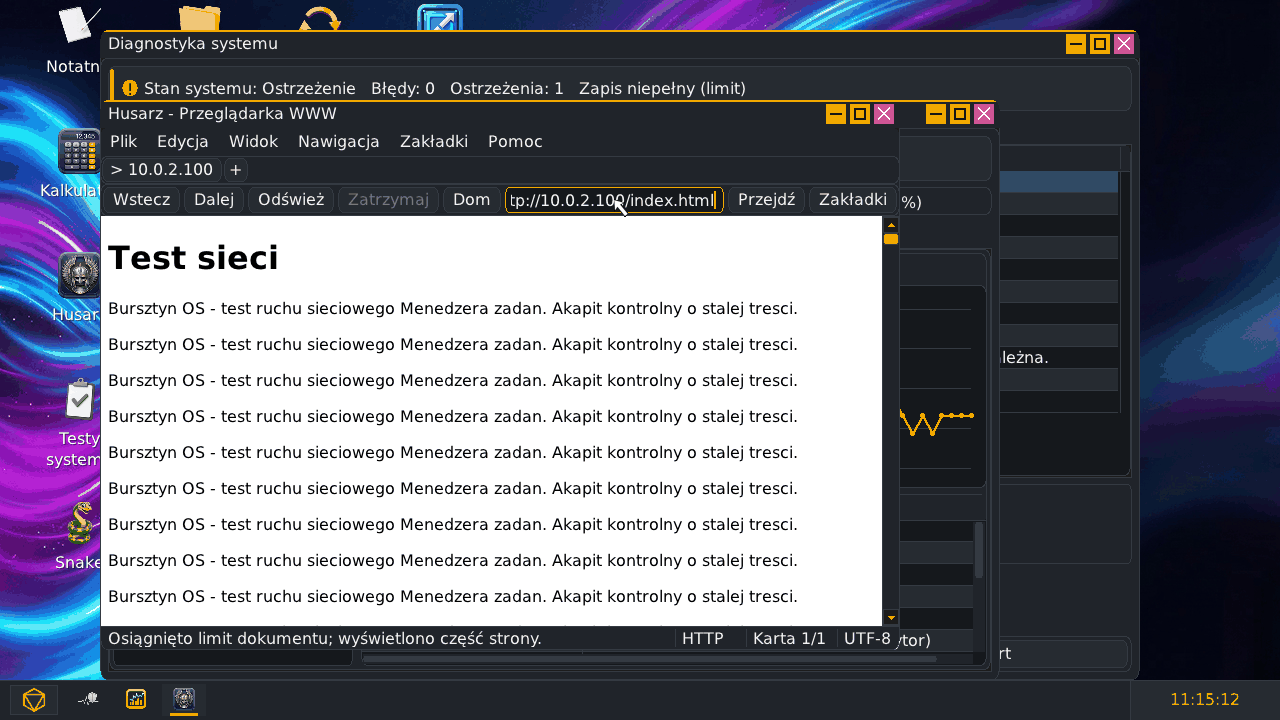 Notatn
Diagnostyka systemu
Stan systemu: Ostrzeżenie Błędy: 0 Ostrzeżenia: 1 Zapis niepełny (limit)
Husarz - Przeglądarka WWW
Plik Edycja Widok Nawigacja Zakładki Pomoc
> 10.0.2.100 +
Wstecz Dalej Odśwież Zatrzymaj Dom tp://10.0.2.100/index.html Przejdź Zakładki
%)
12,345
Kalkula
Husar
Testy
system
Snake
Test sieci
Bursztyn OS - test ruchu sieciowego Menedzera zadan. Akapit kontrolny o stalej tresci.
Bursztyn OS - test ruchu sieciowego Menedzera zadan. Akapit kontrolny o stalej tresci.
Bursztyn OS - test ruchu sieciowego Menedzera zadan. Akapit kontrolny o stalej tresci.
Bursztyn OS - test ruchu sieciowego Menedzera zadan. Akapit kontrolny o stalej tresci.
Bursztyn OS - test ruchu sieciowego Menedzera zadan. Akapit kontrolny o stalej tresci.
Bursztyn OS - test ruchu sieciowego Menedzera zadan. Akapit kontrolny o stalej tresci.
Bursztyn OS - test ruchu sieciowego Menedzera zadan. Akapit kontrolny o stalej tresci.
Bursztyn OS - test ruchu sieciowego Menedzera zadan. Akapit kontrolny o stalej tresci.
Bursztyn OS - test ruchu sieciowego Menedzera zadan. Akapit kontrolny o stalej tresci.
Osiągnięto limit dokumentu; wyświetlono część strony. HTTP Karta 1/1 UTF-8
leżna.
ytor)
rt
11:15:12